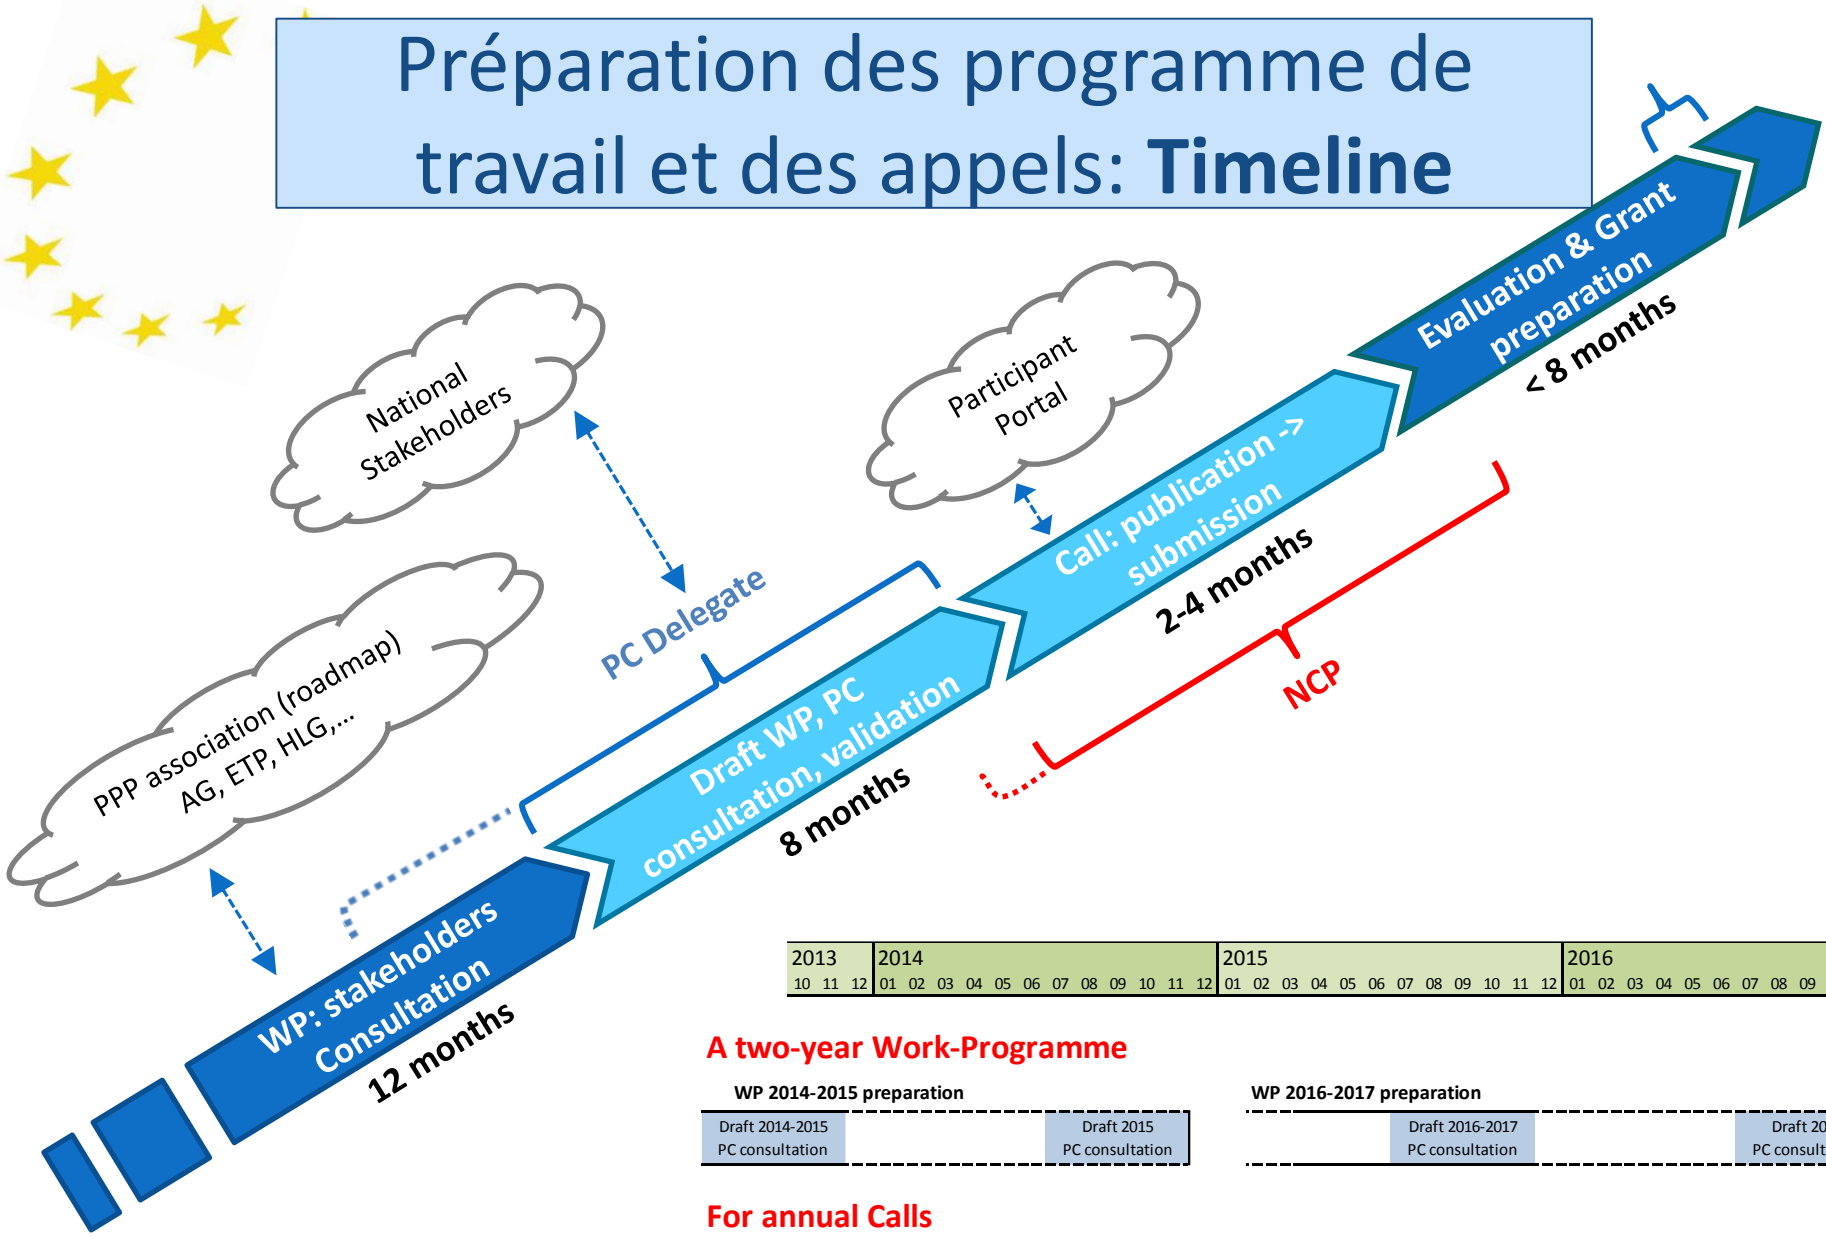 Préparation des programme de
travail et des appels: Timeline
National
Stakeholders
Participant
Portal
PPP association (roadmap)
AG, ETP, HLG,...
PC Delegate
NCP
WP: stakeholders
Consultation
12 months
Draft WP, PC
consultation, validation
8 months
Call: publication ->
submission
2-4 months
Evaluation & Grant
preparation
< 8 months
2013 2014 2015 2016
10 11 12 01 02 03 04 05 06 07 08 09 10 11 12 01 02 03 04 05 06 07 08 09 10 11 12 01 02 03 04 05 06 07 08 09
A two-year Work-Programme
WP 2014-2015 preparation WP 2016-2017 preparation
Draft 2014-2015 Draft 2015 Draft 2016-2017 Draft 20
PC consultation PC consultation PC consultation PC consult
For annual Calls